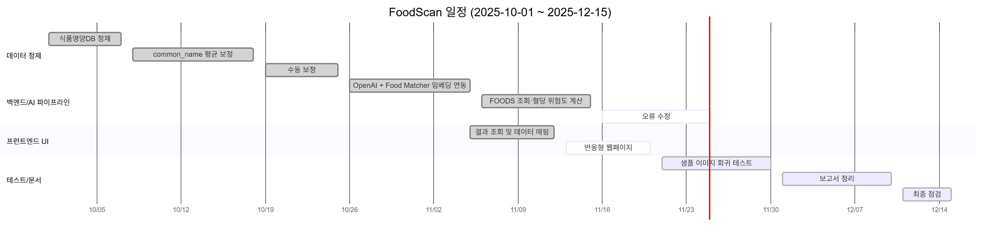 FoodScan 일정 (2025-10-01 ~ 2025-12-15)
데이터 정제
식품영양DB 정제
common_name 평균 보정
수동 보정
백엔드/AI 파이프라인
OpenAI + Food Matcher 임베딩 연동
FOODS 조회·혈당 위험도 계산
오류 수정
프런트엔드 UI
결과 조회 및 데이터 매핑
반응형 웹페이지
테스트/문서
샘플 이미지 회귀 테스트
보고서 정리
최종 점검
10/05 10/12 10/19 10/26 11/02 11/09 11/16 11/23 11/30 12/07 12/14